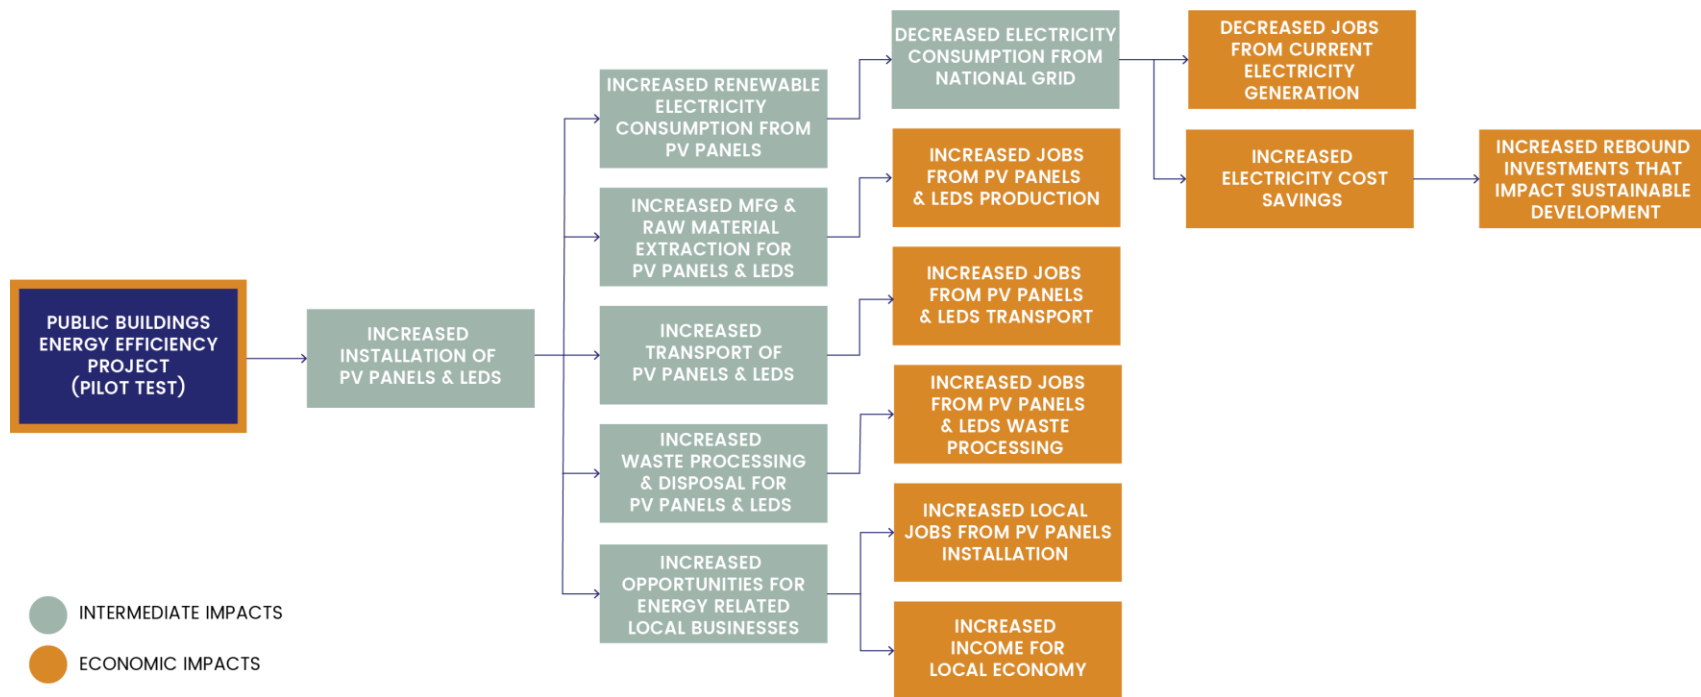 PUBLIC BUILDINGS
ENERGY EFFICIENCY
PROJECT
(PILOT TEST)
INCREASED
INSTALLATION OF
PV PANELS & LEDS
INCREASED RENEWABLE
ELECTRICITY
CONSUMPTION FROM
PV PANELS
INCREASED MFG &
RAW MATERIAL
EXTRACTION FOR
PV PANELS & LEDS
INCREASED
TRANSPORT OF
PV PANELS & LEDS
INCREASED
WASTE PROCESSING
& DISPOSAL FOR
PV PANELS & LEDS
INCREASED
OPPORTUNITIES FOR
ENERGY RELATED
LOCAL BUSINESSES
DECREASED ELECTRICITY
CONSUMPTION FROM
NATIONAL GRID
INCREASED JOBS
FROM PV PANELS
& LEDS PRODUCTION
INCREASED JOBS
FROM PV PANELS
& LEDS TRANSPORT
INCREASED JOBS
FROM PV PANELS
& LEDS WASTE
PROCESSING
INCREASED LOCAL
JOBS FROM PV PANELS
INSTALLATION
INCREASED
INCOME FOR
LOCAL ECONOMY
DECREASED JOBS
FROM CURRENT
ELECTRICITY
GENERATION
INCREASED
ELECTRICITY COST
SAVINGS
INCREASED REBOUND
INVESTMENTS THAT
IMPACT SUSTAINABLE
DEVELOPMENT
INTERMEDIATE IMPACTS
ECONOMIC IMPACTS